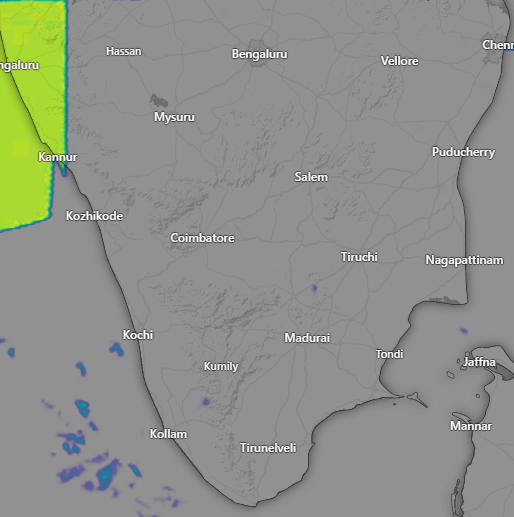 Hassan
Bengaluru
Chenn
ngaluru
Vellore
Mysuru
Kannur
Puducherry
Salem
Kozhikode
Coimbatore
Tiruchi
Nagapattinam
Kochi
Madurai
Tondi
Jaffna
Kumily
Mannar
Kollam
Tirunelveli